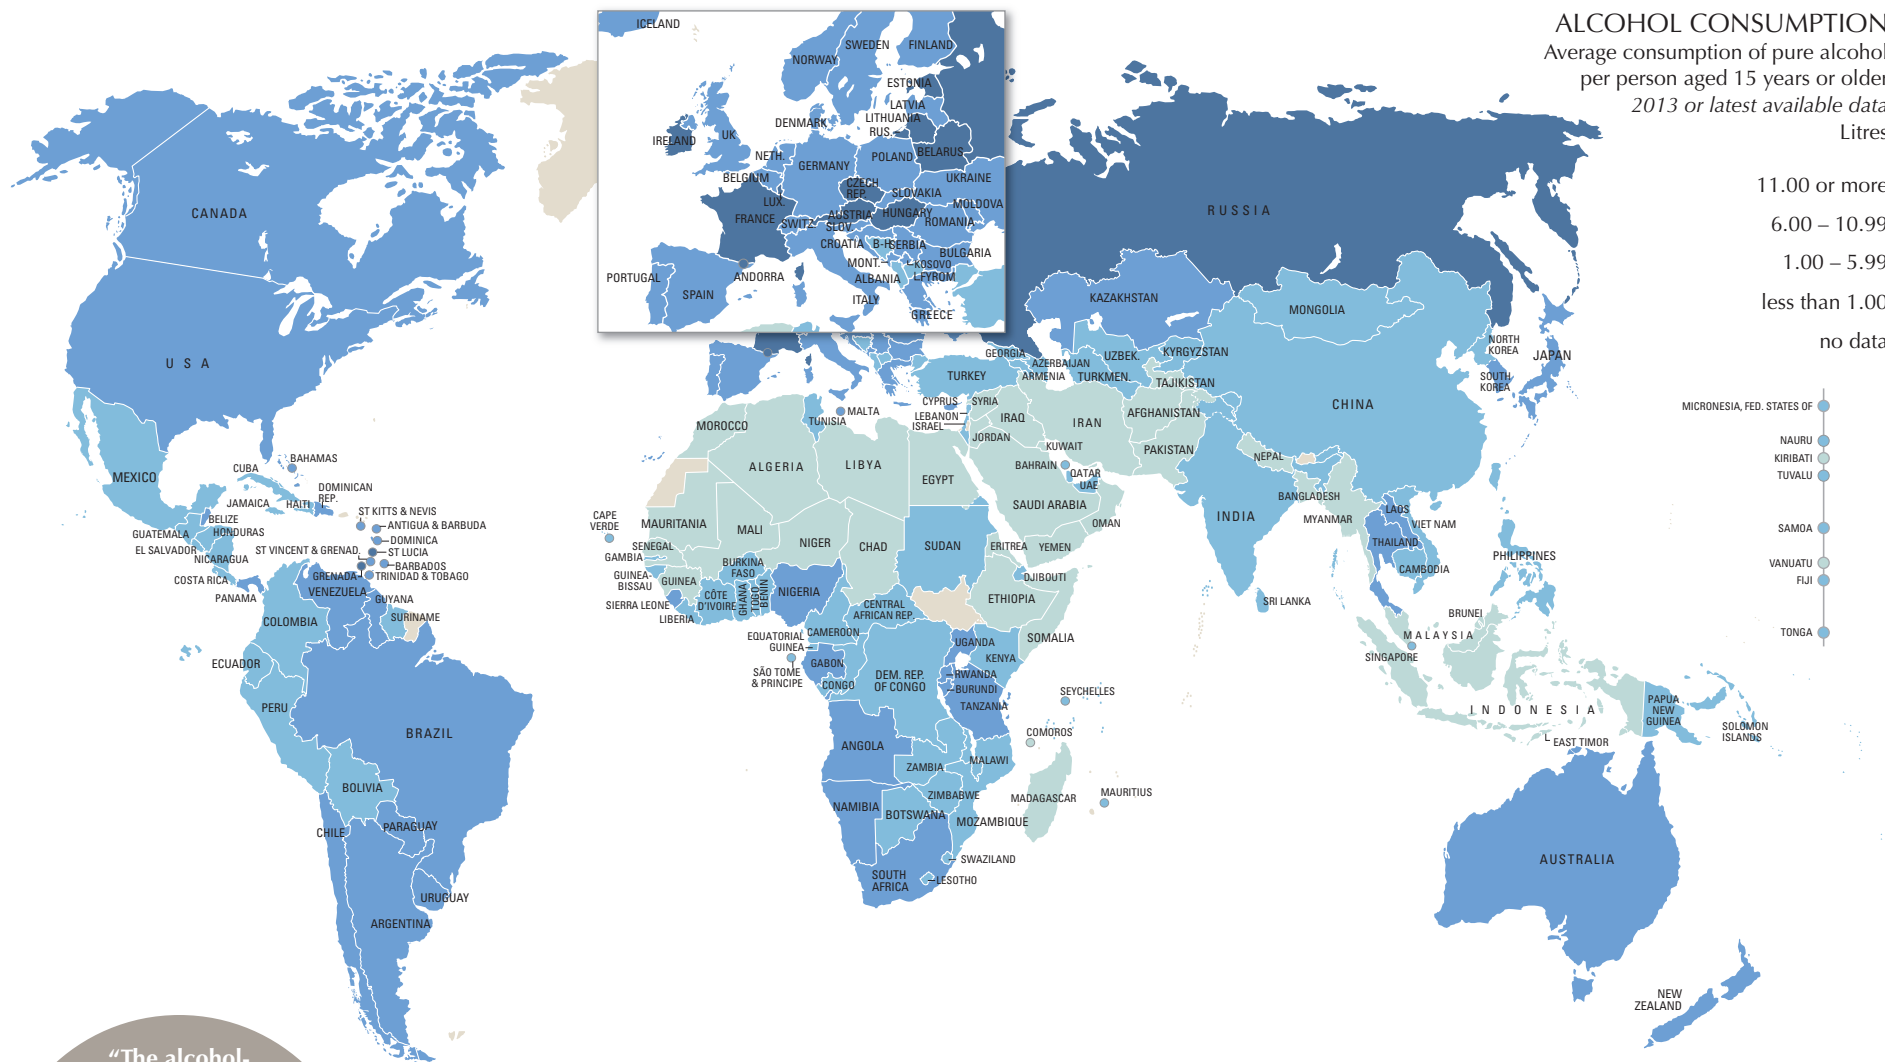 ALCOHOL CONSUMPTION
Average consumption of pure alcohol
per person aged 15 years or older
2013 or latest available data
Litres
11.00 or more
6.00 – 10.99
1.00 – 5.99
less than 1.00
no data
ICELAND
NORWAY
SWEDEN
FINLAND
ESTONIA
LATVIA
LITHUANIA
RUS.
DENMARK
IRELAND
UK
NETH.
BELGIUM
LUX.
GERMANY
POLAND
BELARUS
UKRAINE
CZECH
REP.
SLOVAKIA
MOLDOVA
FRANCE
SWITZ.
AUSTRIA
HUNGARY
SLOV.
ROMANIA
CROATIA
B-H
SERBIA
BULGARIA
MONT.
KOSOVO
ALBANIA
FYROM
PORTUGAL
SPAIN
ANDORRA
ITALY
GREECE
CANADA
U S A
MEXICO
CUBA
BAHAMAS
JAMAICA
HAITI
DOMINICAN
REP.
BELIZE
GUATEMALA
HONDURAS
EL SALVADOR
NICARAGUA
COSTA RICA
PANAMA
ST KITTS & NEVIS
ANTIGUA & BARBUDA
DOMINICA
ST LUCIA
ST VINCENT & GRENAD.
BARBADOS
GRENADA
TRINIDAD & TOBAGO
VENEZUELA
GUYANA
SURINAME
COLOMBIA
ECUADOR
PERU
BRAZIL
BOLIVIA
PARAGUAY
CHILE
URUGUAY
ARGENTINA
RUSSIA
KAZAKHSTAN
MONGOLIA
GEORGIA
AZERBAIJAN
ARMENIA
UZBEK.
TURKMEN.
KYRGYZSTAN
TAJIKISTAN
NORTH
KOREA
SOUTH
KOREA
JAPAN
CHINA
TURKEY
CYPRUS
SYRIA
LEBANON
ISRAEL
IRAQ
JORDAN
IRAN
AFGHANISTAN
KUWAIT
PAKISTAN
BAHRAIN
QATAR
UAE
NEPAL
SAUDI ARABIA
OMAN
YEMEN
INDIA
BANGLADESH
MYANMAR
LAOS
VIET NAM
THAILAND
CAMBODIA
PHILIPPINES
SRI LANKA
BRUNEI
MALAYSIA
SINGAPORE
INDONESIA
EAST TIMOR
PAPUA
NEW
GUINEA
SOLOMON
ISLANDS
AUSTRALIA
NEW
ZEALAND
MALTA
TUNISIA
MOROCCO
ALGERIA
LIBYA
EGYPT
CAPE
VERDE
MAURITANIA
MALI
NIGER
CHAD
SUDAN
ERITREA
DJIBOUTI
SENEGAL
GAMBIA
GUINEA-
BISSAU
GUINEA
SIERRA LEONE
LIBERIA
CÔTE
D'IVOIRE
BURKINA
FASO
GHANA
TOGO
BENIN
NIGERIA
CENTRAL
AFRICAN REP.
ETHIOPIA
SOMALIA
CAMEROON
EQUATORIAL
GUINEA
SÃO TOME
& PRINCIPE
GABON
CONGO
DEM. REP.
OF CONGO
UGANDA
KENYA
RWANDA
BURUNDI
TANZANIA
SEYCHELLES
COMOROS
ANGOLA
ZAMBIA
MALAWI
ZIMBABWE
NAMIBIA
BOTSWANA
MOZAMBIQUE
MADAGASCAR
MAURITIUS
SWAZILAND
LESOTHO
SOUTH
AFRICA
MICRONESIA, FED. STATES OF
NAURU
KIRIBATI
TUVALU
SAMOA
VANUATU
FIJI
TONGA
“The alcohol-